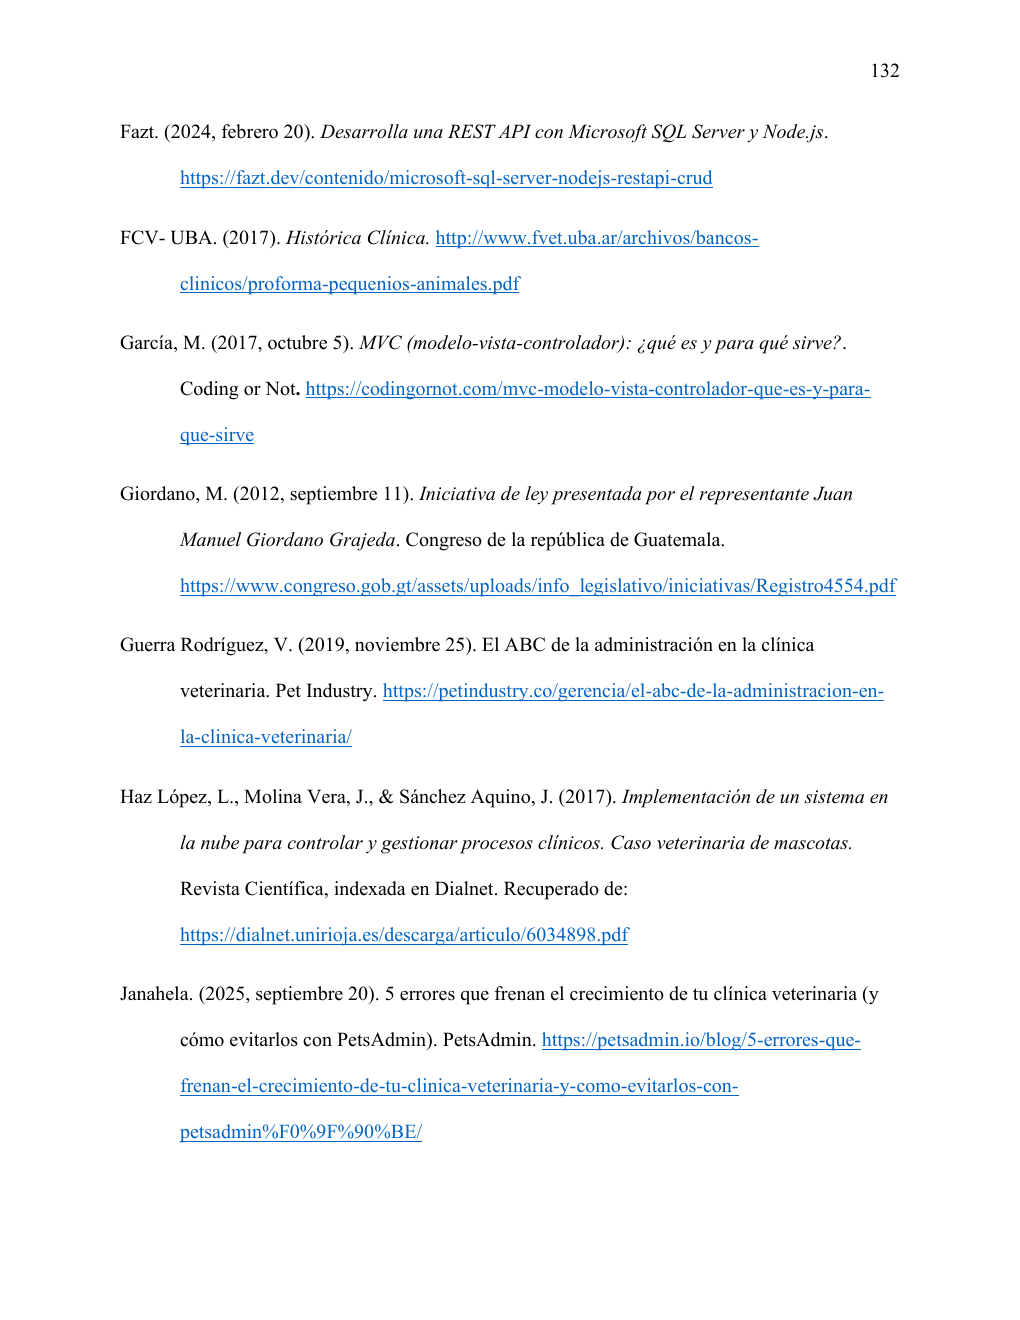 132
Fazt. (2024, febrero 20). Desarrolla una REST API con Microsoft SQL Server y Node.js.
https://fazt.dev/contenido/microsoft-sql-server-nodejs-restapi-crud
FCV- UBA. (2017). Histórica Clínica. http://www.fvet.uba.ar/archivos/bancos-
clinicos/proforma-pequenios-animales.pdf
García, M. (2017, octubre 5). MVC (modelo-vista-controlador): ¿qué es y para qué sirve?.
Coding or Not. https://codingornot.com/mvc-modelo-vista-controlador-que-es-y-para-
que-sirve
Giordano, M. (2012, septiembre 11). Iniciativa de ley presentada por el representante Juan
Manuel Giordano Grajeda. Congreso de la república de Guatemala.
https://www.congreso.gob.gt/assets/uploads/info_legislativo/iniciativas/Registro4554.pdf
Guerra Rodríguez, V. (2019, noviembre 25). El ABC de la administración en la clínica
veterinaria. Pet Industry. https://petindustry.co/gerencia/el-abc-de-la-administracion-en-
la-clinica-veterinaria/
Haz López, L., Molina Vera, J., & Sánchez Aquino, J. (2017). Implementación de un sistema en
la nube para controlar y gestionar procesos clínicos. Caso veterinaria de mascotas.
Revista Científica, indexada en Dialnet. Recuperado de:
https://dialnet.unirioja.es/descarga/articulo/6034898.pdf
Janahela. (2025, septiembre 20). 5 errores que frenan el crecimiento de tu clínica veterinaria (y
cómo evitarlos con PetsAdmin). PetsAdmin. https://petsadmin.io/blog/5-errores-que-
frenan-el-crecimiento-de-tu-clinica-veterinaria-y-como-evitarlos-con-
petsadmin%F0%9F%90%BE/